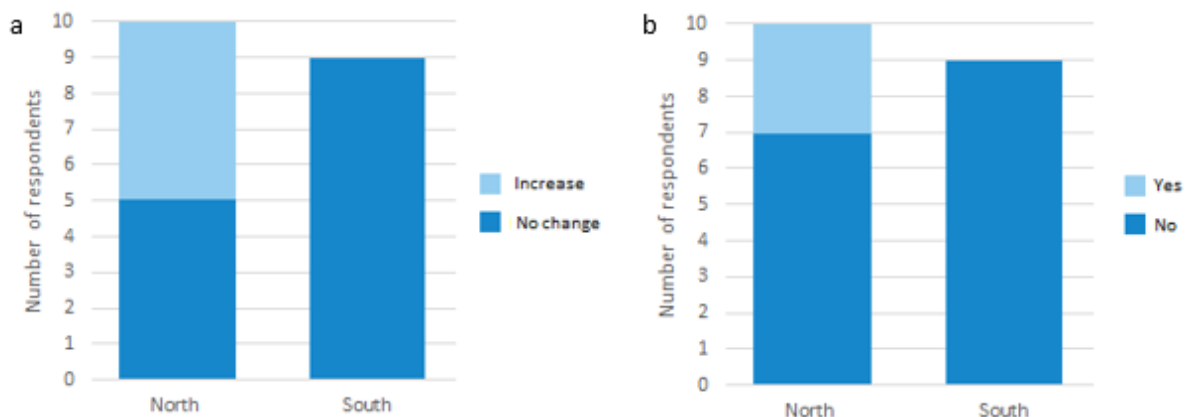 a
Number of respondents
10
9
8
7
6
5
4
3
2
1
0
North South
Increase
No change
b
Number of respondents
10
9
8
7
6
5
4
3
2
1
0
North South
Yes
No